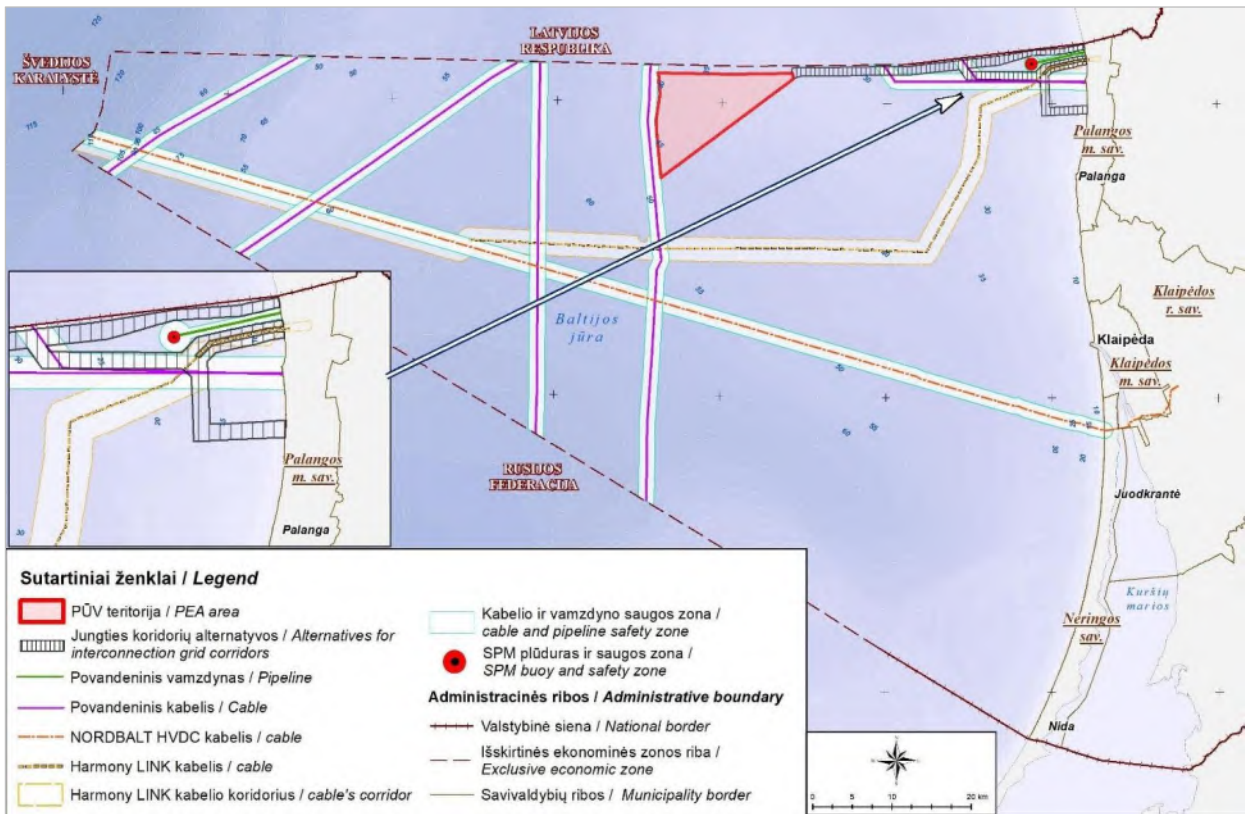 LATVIJOS
RESPUBLIKA
ŠVEDIJOS
KARALYSTĖ
Palangos
m. sav.
Palanga
Klaipėdos
r. sav.
Klaipėda
Klaipėdos
m. sav.
Baltijos
jūra
RUSIJOS
FEDERACIJA
Juodkrantė
Kuršių
marios
Neringos
sav.
Nida
Palangos
m. sav.
Palanga
Sutartiniai ženklai / Legend
PŪV teritorija / PEA area
Jungties koridorių alternatyvos / Alternatives for
interconnection grid corridors
Povandeninis vamzdynas / Pipeline
Povandeninis kabelis / Cable
NORDBALT HVDC kabelis / cable
Harmony LINK kabelis / cable
Harmony LINK kabelio koridorius / cable's corridor
Kabelio ir vamzdyno saugos zona /
cable and pipeline safety zone
SPM plūduras ir saugos zona /
SPM buoy and safety zone
Administracinės ribos / Administrative boundary
Valstybinė siena / National border
Išskirtinės ekonominės zonos riba /
Exclusive economic zone
Savivaldybių ribos / Municipality border
0 5 10 20 km